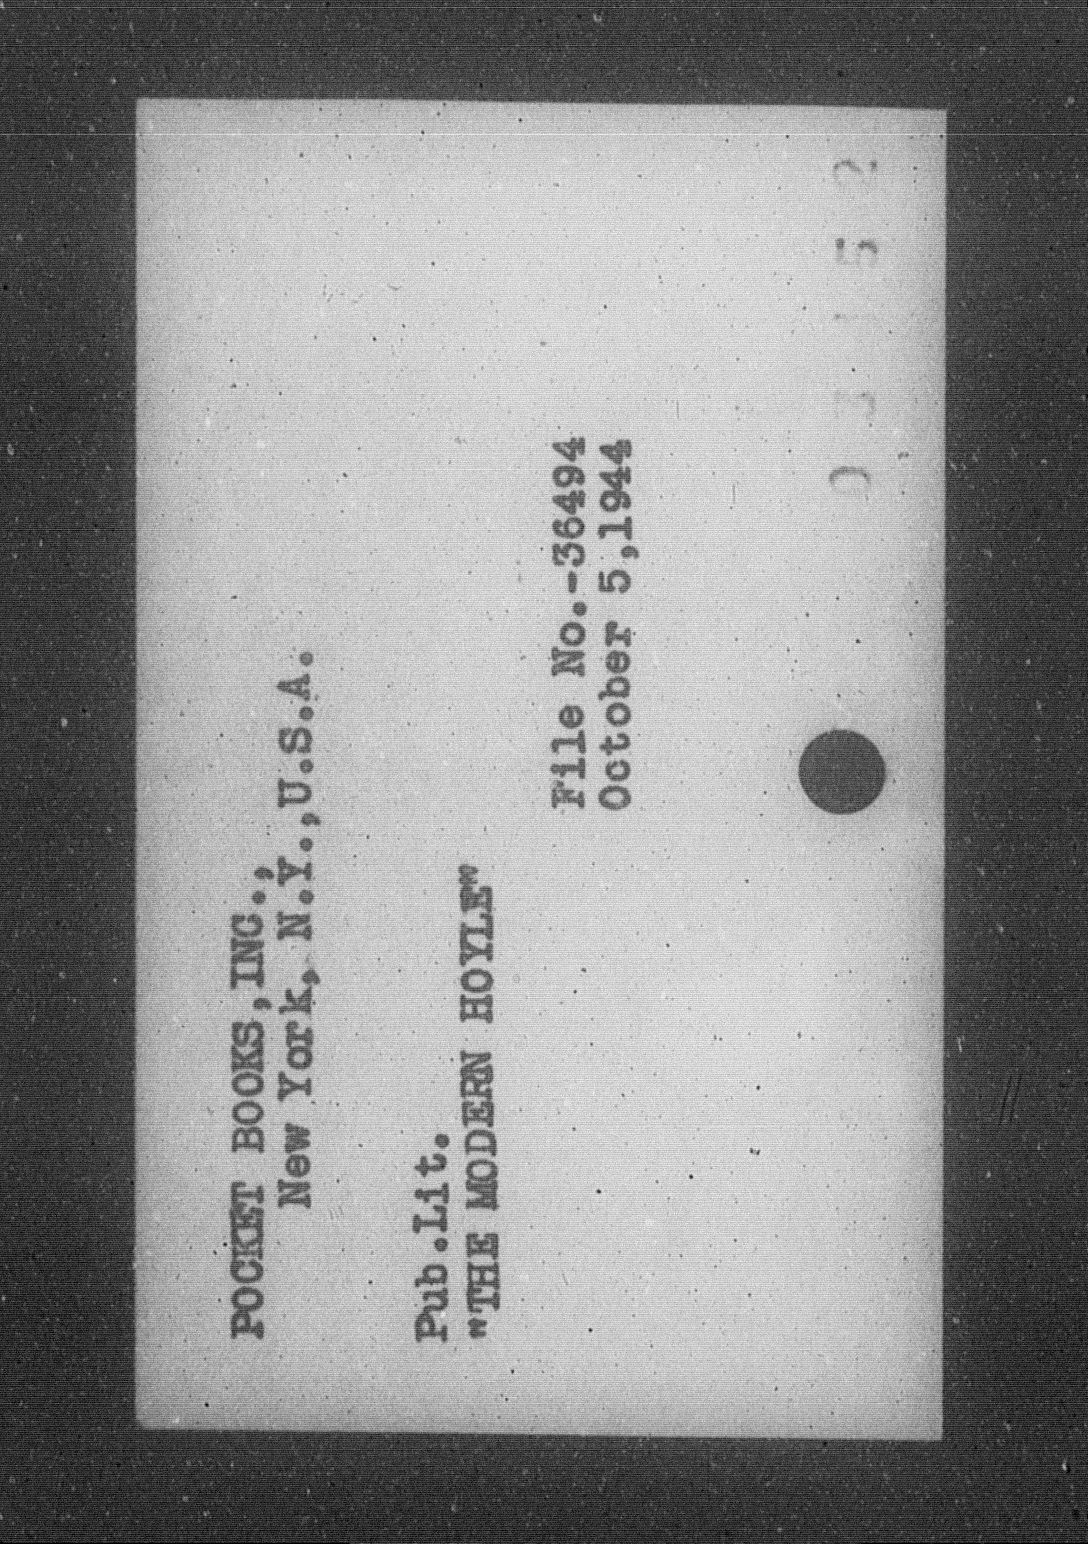 POCKET BOOKS,INC.,
New York, N.Y.,U.S.A.
Pub.Lit.
"THE MODERN HOYLE"
File No.-36494
October 5,1944